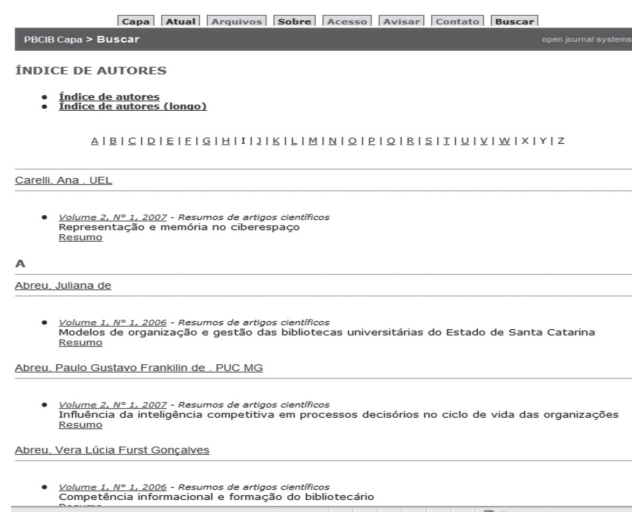 Capa Atual Arquivos Sobre Acesso Avisar Contato Buscar
PBCIB Capa > Buscar open journal systems
ÍNDICE DE AUTORES
Índice de autores
Índice de autores (longo)
A | B | C | D | E | F | G | H | I | J | K | L | M | N | O | P | Q | R | S | T | U | V | W | X | Y | Z
Carelli, Ana . UEL
Volume 2, Nº 1, 2007 - Resumos de artigos científicos
Representação e memória no ciberespaço
Resumo
A
Abreu, Juliana de
Volume 1, Nº 1, 2006 - Resumos de artigos científicos
Modelos de organização e gestão das bibliotecas universitárias do Estado de Santa Catarina
Resumo
Abreu, Paulo Gustavo Frankilin de . PUC MG
Volume 2, Nº 1, 2007 - Resumos de artigos científicos
Influência da inteligência competitiva em processos decisórios no ciclo de vida das organizações
Resumo
Abreu, Vera Lúcia Furst Gonçalves
Volume 1, Nº 1, 2006 - Resumos de artigos científicos
Competência informacional e formação do bibliotecário